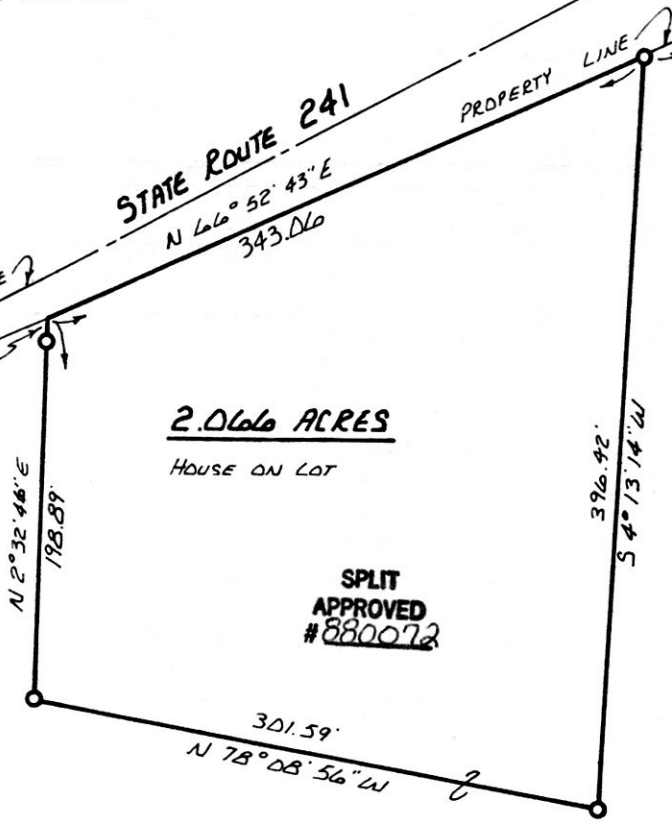 STATE ROUTE 241
PROPERTY LINE
N 66° 52' 43" E
343.06
E
2.066 ACRES
HOUSE ON LOT
N 2° 32' 46" E
198.89'
396.42'
S 4° 13' 14" W
SPLIT
APPROVED
# 880072
301.59'
N 78° 08' 56" W